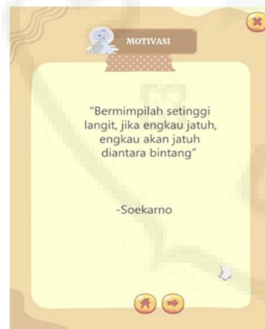 MOTIVASI
"Bermimpilah setinggi
langit, jika engkau jatuh,
engkau akan jatuh
diantara bintang"
-Soekarno